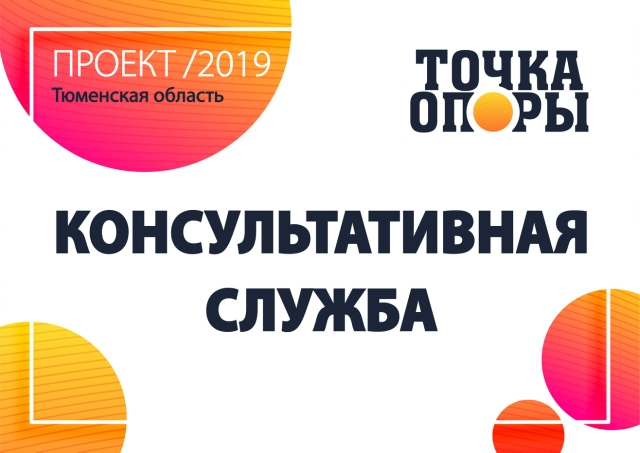 ПРОЕКТ /2019
Тюменская область
ТОЧКА
ОПОРЫ
КОНСУЛЬТАТИВНАЯ
СЛУЖБА